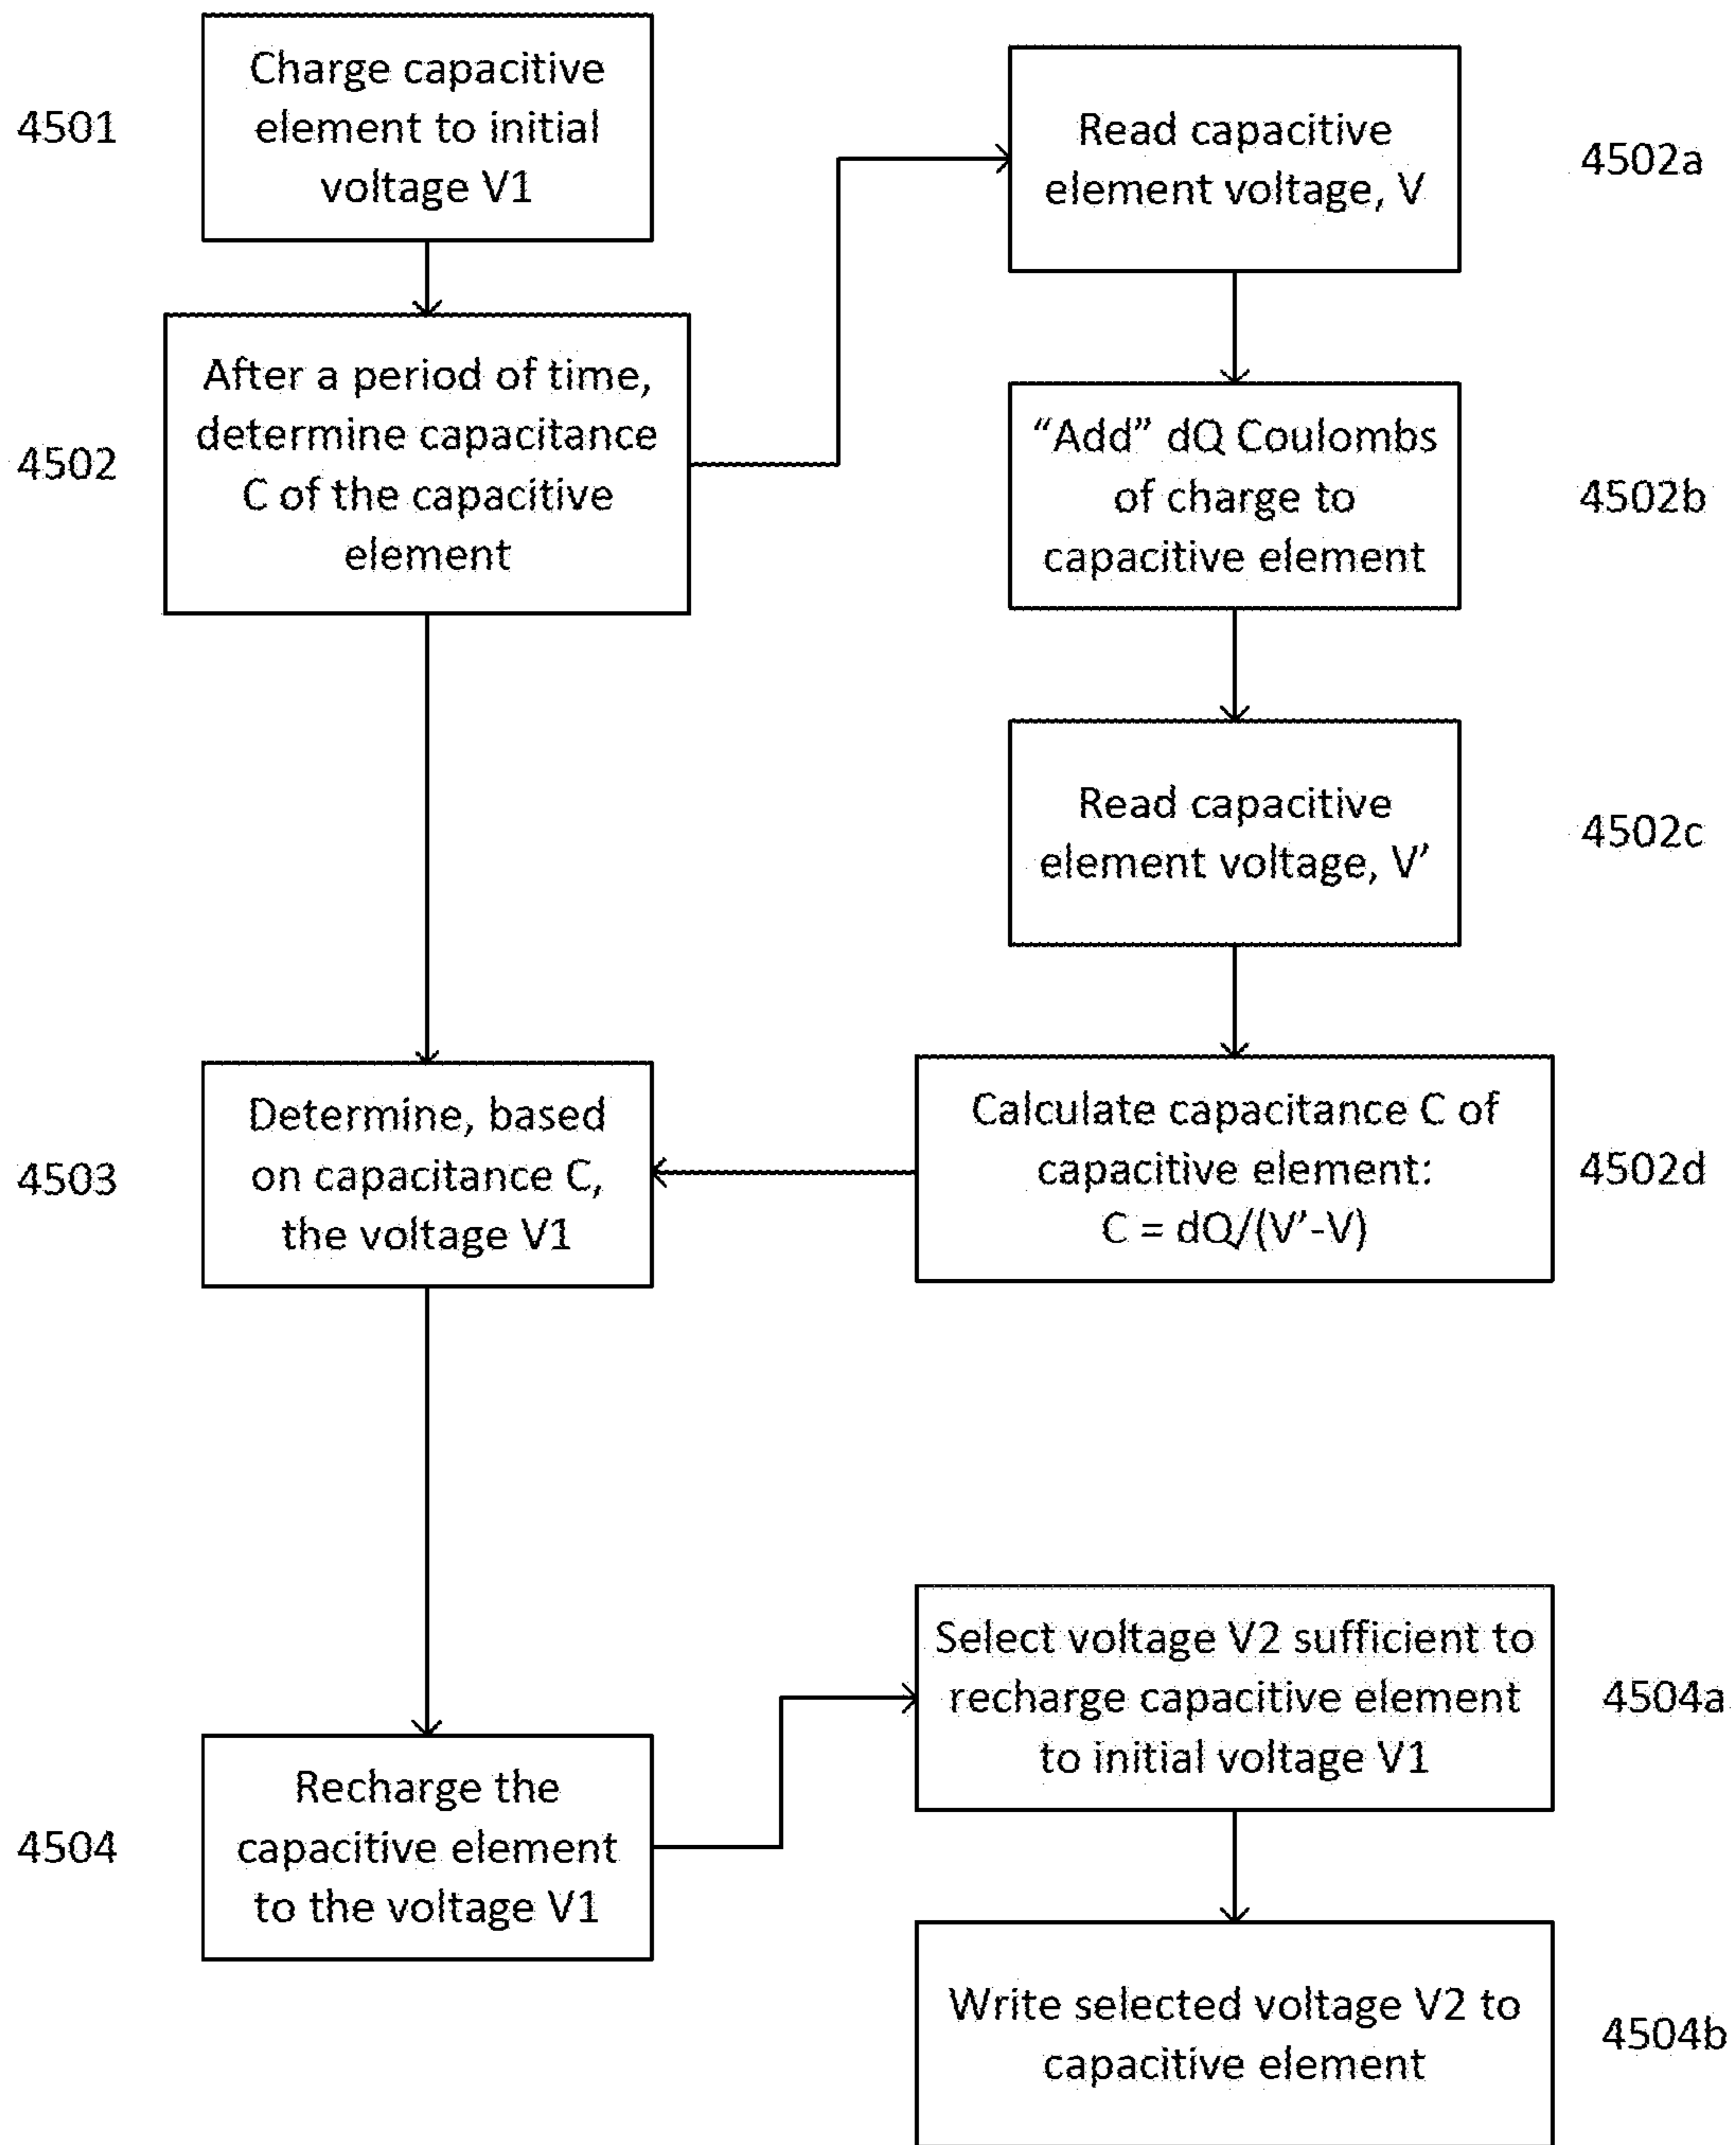 4501
Charge capacitive
element to initial
voltage V1
4502
After a period of time,
determine capacitance
C of the capacitive
element
Read capacitive
element voltage, V
4502a
“Add” dQ Coulombs
of charge to
capacitive element
4502b
Read capacitive
element voltage, V’
4502c
Calculate capacitance C of
capacitive element:
C = dQ/(V’-V)
4502d
4503
Determine, based
on capacitance C,
the voltage V1
4504
Recharge the
capacitive element
to the voltage V1
Select voltage V2 sufficient to
recharge capacitive element
to initial voltage V1
4504a
Write selected voltage V2 to
capacitive element
4504b